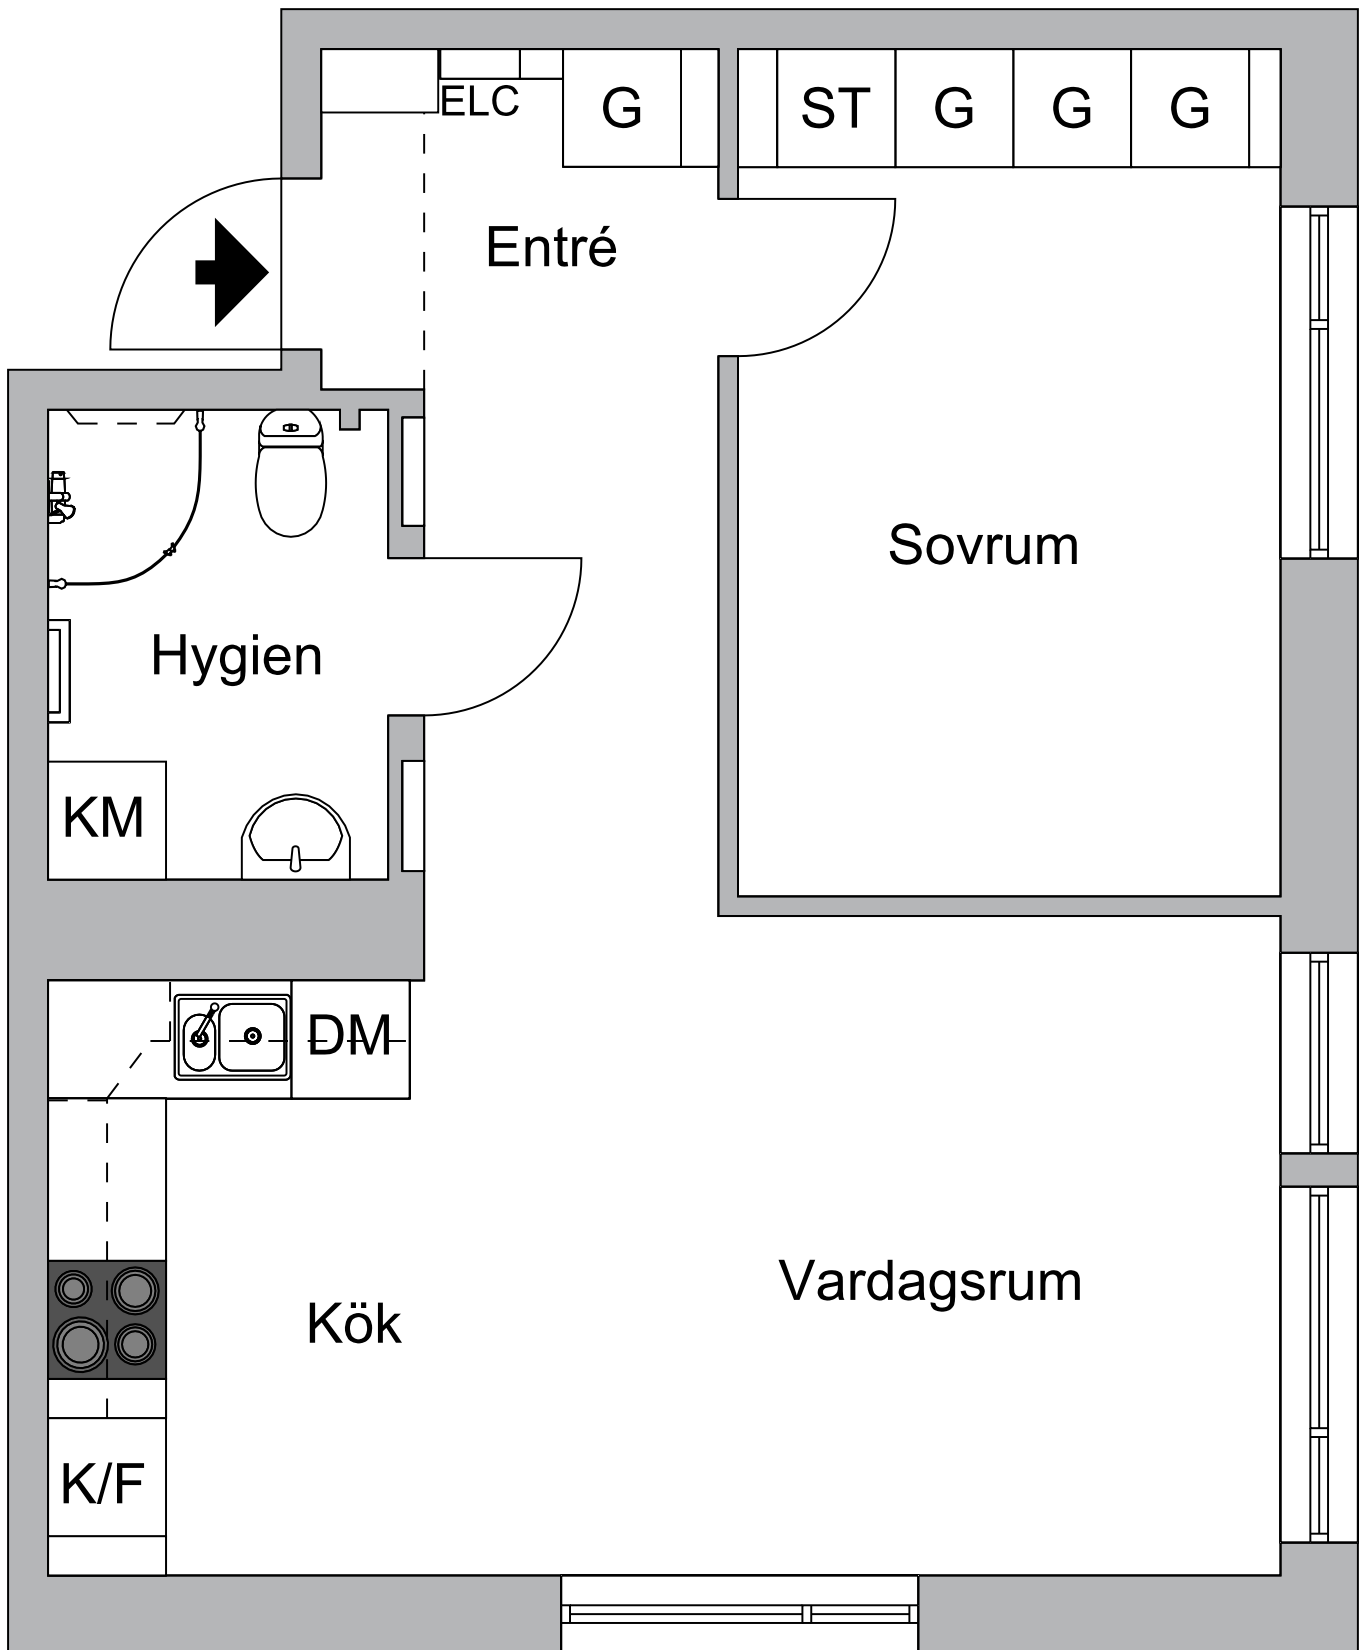 ELC
G
ST
G
G
G
Entré
Sovrum
Hygien
KM
DM
Vardagsrum
Kök
K/F